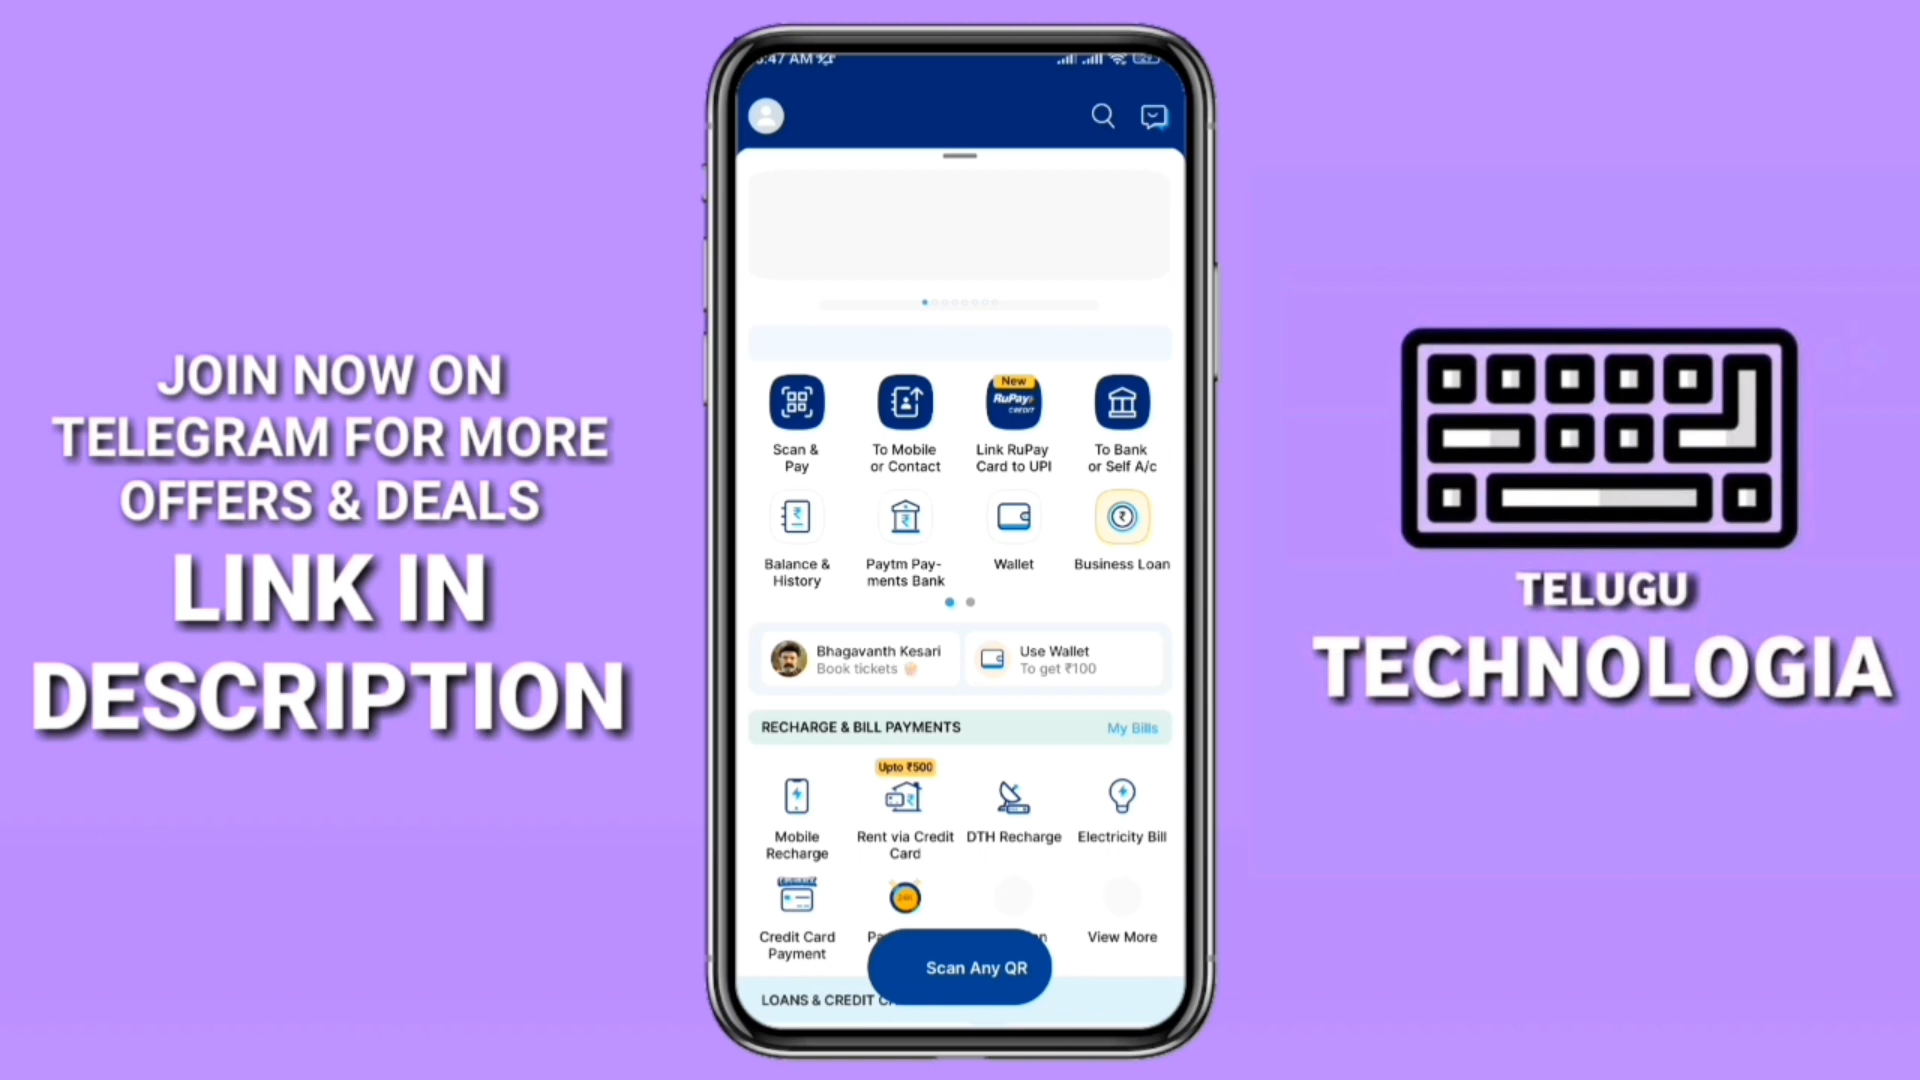 JOIN NOW ON
TELEGRAM FOR MORE
OFFERS & DEALS
LINK IN
DESCRIPTION
:47 AM
Scan &
Pay
To Mobile
or Contact
New
RuPay
CREDIT
Link RuPay
Card to UPI
To Bank
or Self A/c
Balance &
History
Paytm Pay-
ments Bank
Wallet
Business Loan
Bhagavanth Kesari
Book tickets
Use Wallet
To get ₹100
RECHARGE & BILL PAYMENTS
My Bills
Upto ₹500
Mobile
Recharge
Rent via Credit
Card
DTH Recharge
Electricity Bill
Credit Card
Payment
View More
Scan Any QR
LOANS & CREDIT
TELUGU
TECHNOLOGIA